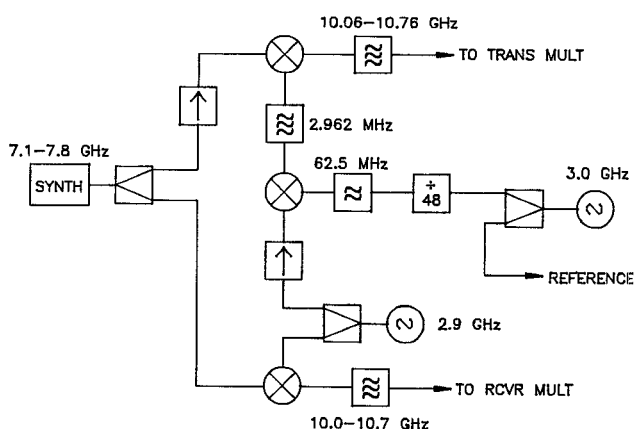 10.06-10.76 GHz
TO TRANS MULT
2.962 MHz
7.1-7.8 GHz
SYNTH
62.5 MHz
÷
48
3.0 GHz
REFERENCE
2.9 GHz
TO RCVR MULT
10.0-10.7 GHz